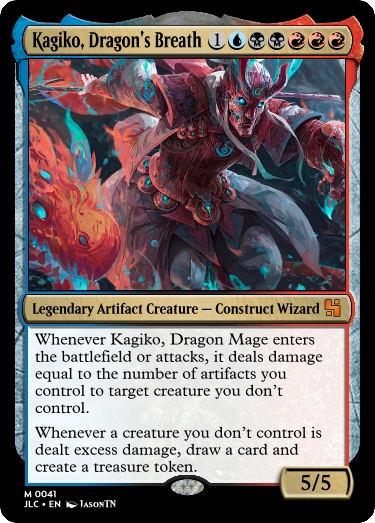 Kagiko, Dragon's Breath 1
Legendary Artifact Creature — Construct Wizard
Whenever Kagiko, Dragon Mage enters
the battlefield or attacks, it deals damage
equal to the number of artifacts you
control to target creature you don't
control.
Whenever a creature you don't control is
dealt excess damage, draw a card and
create a treasure token.
5/5
M 0041
JLC • EN JASONTN